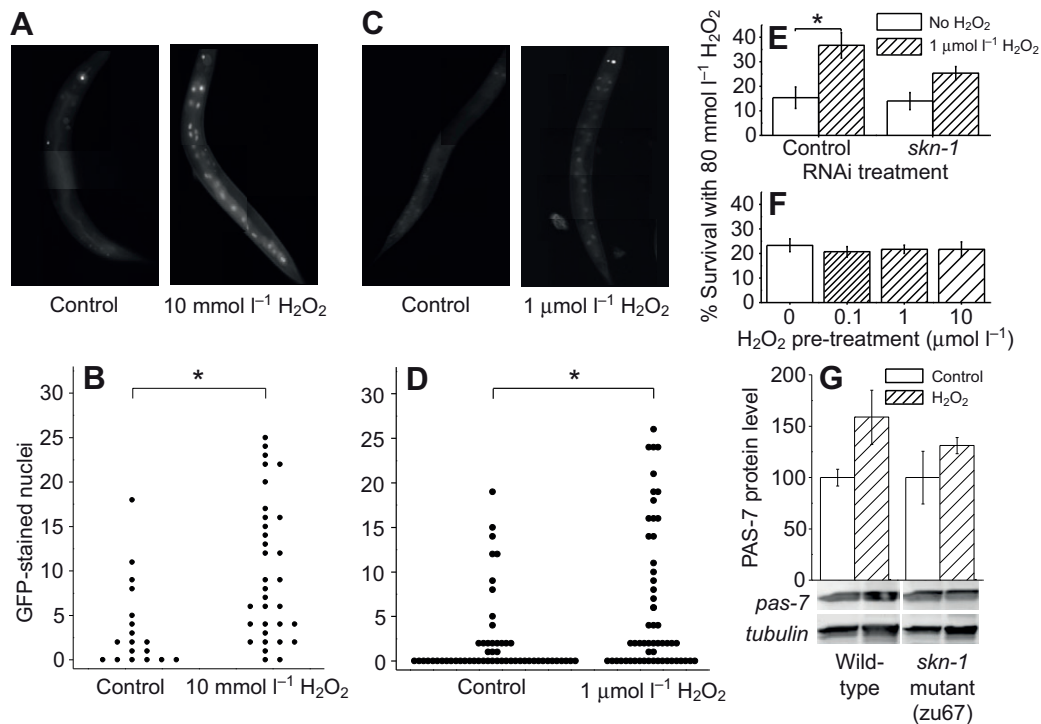 A
Control
10 mmol l⁻¹ H₂O₂
C
Control
1 μmol l⁻¹ H₂O₂
B
GFP-stained nuclei
30
25
20
15
10
5
0
*
Control
10 mmol l⁻¹ H₂O₂
D
30
25
20
15
10
5
0
*
Control
1 μmol l⁻¹ H₂O₂
% Survival with 80 mmol l⁻¹ H₂O₂
E
No H₂O₂
1 μmol l⁻¹ H₂O₂
*
40
30
20
10
0
Control
skn-1
RNAi treatment
F
40
30
20
10
0
0
0.1
1
10
H₂O₂ pre-treatment (μmol l⁻¹)
G
Control
H₂O₂
PAS-7 protein level
200
150
100
50
0
pas-7
tubulin
Wild-
type
skn-1
mutant
(zu67)